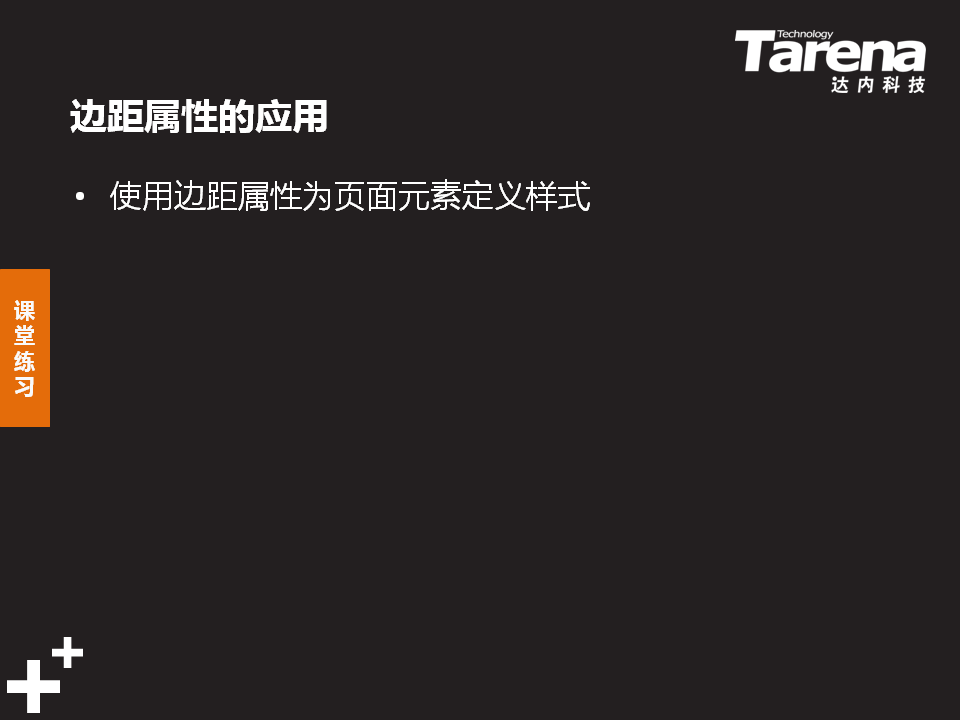 Technology
Tarena
达内科技
边距属性的应用
• 使用边距属性为页面元素定义样式
课
堂
练
习